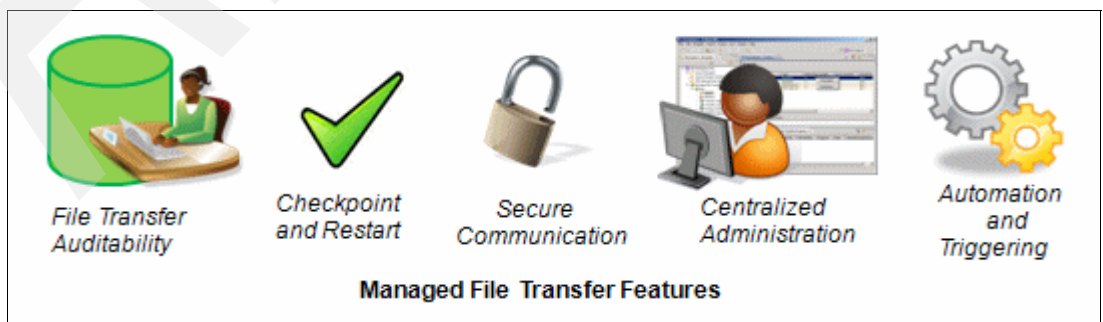 File Transfer
Auditability
Checkpoint
and Restart
Secure
Communication
Centralized
Administration
Automation
and
Triggering
Managed File Transfer Features